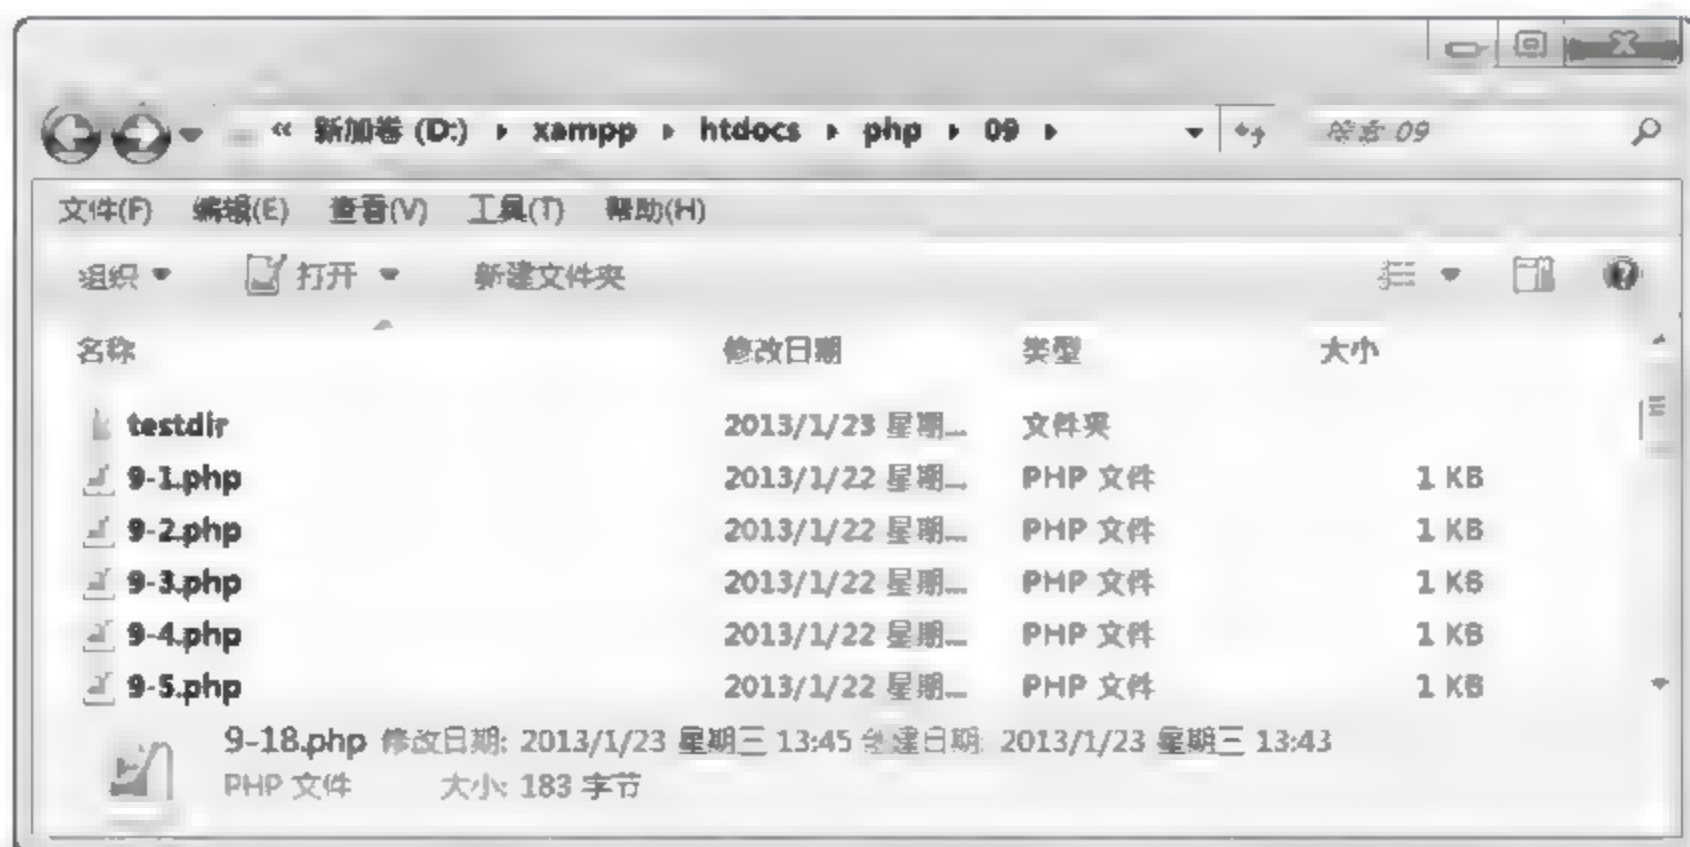 « 新加卷 (D:) ▸ xampp ▸ htdocs ▸ php ▸ 09 ▸ 搜索 09
文件(F) 编辑(E) 查看(V) 工具(T) 帮助(H)
组织 打开 新建文件夹
名称 修改日期 类型 大小
testdir 2013/1/23 星期... 文件夹
9-1.php 2013/1/22 星期... PHP 文件 1 KB
9-2.php 2013/1/22 星期... PHP 文件 1 KB
9-3.php 2013/1/22 星期... PHP 文件 1 KB
9-4.php 2013/1/22 星期... PHP 文件 1 KB
9-5.php 2013/1/22 星期... PHP 文件 1 KB
9-18.php 修改日期: 2013/1/23 星期三 13:45 创建日期: 2013/1/23 星期三 13:43
PHP 文件 大小: 183 字节